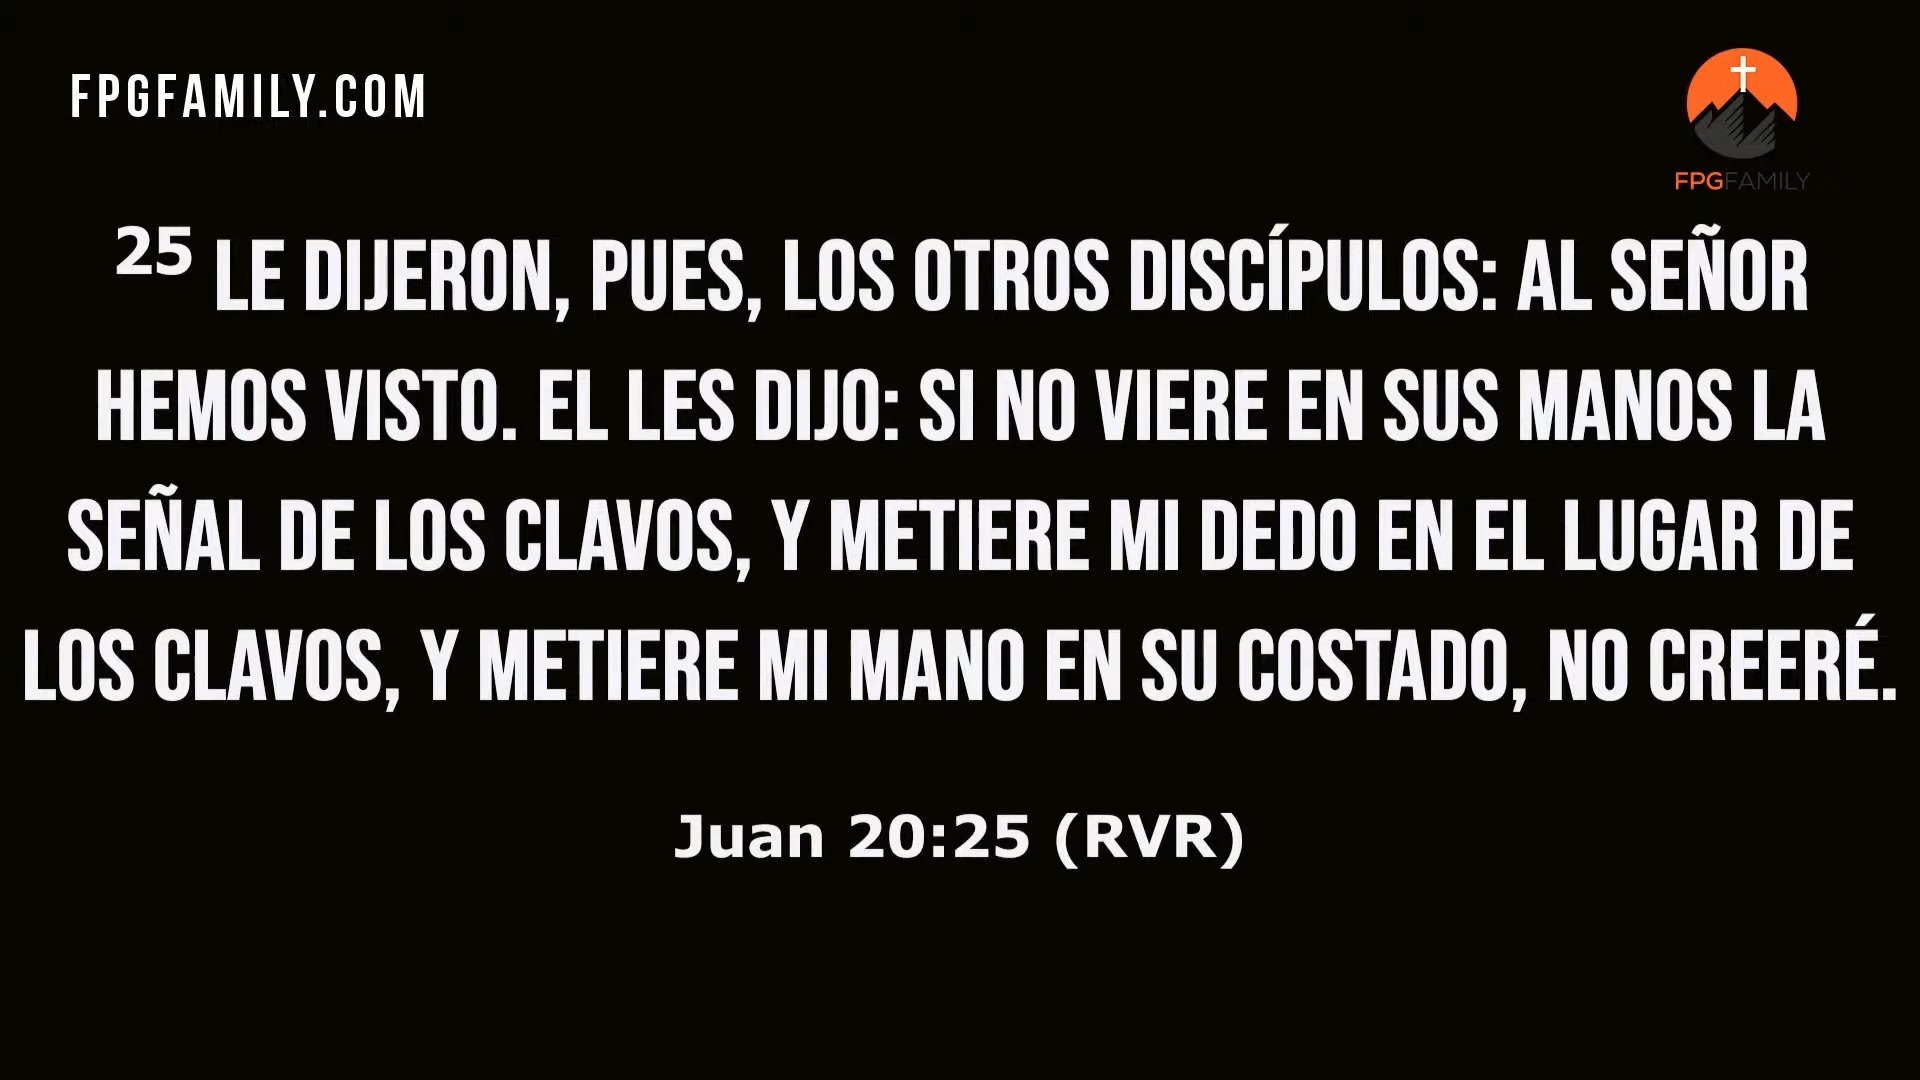 FPGFAMILY.COM
FPGFAMILY
25 LE DIJERON, PUES, LOS OTROS DISCÍPULOS: AL SEÑOR
HEMOS VISTO. EL LES DIJO: SI NO VIERE EN SUS MANOS LA
SEÑAL DE LOS CLAVOS, Y METIERE MI DEDO EN EL LUGAR DE
LOS CLAVOS, Y METIERE MI MANO EN SU COSTADO, NO CREERÉ.
Juan 20:25 (RVR)